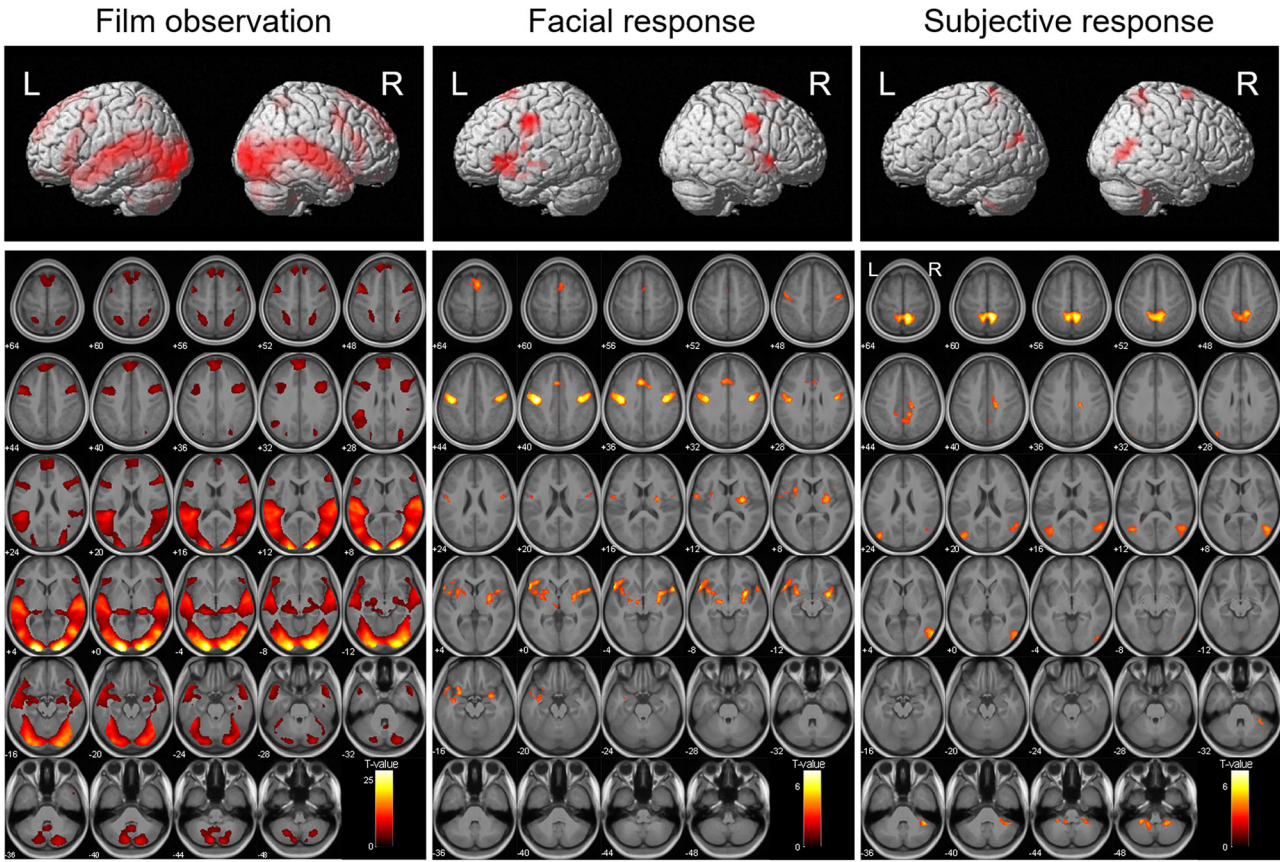 Film observation Facial response Subjective response
L R L R L R
L R
+64 +60 +56 +52 +48 +64 +60 +56 +52 +48 +64 +60 +56 +52 +48
+44 +40 +36 +32 +28 +44 +40 +36 +32 +28 +44 +40 +36 +32 +28
+24 +20 +16 +12 +8 +24 +20 +16 +12 +8 +24 +20 +16 +12 +8
+4 +0 -4 -8 -12 +4 +0 -4 -8 -12 +4 +0 -4 -8 -12
-16 -20 -24 -28 -32 -16 -20 -24 -28 -32 -16 -20 -24 -28 -32
T-value T-value T-value
25 6 6
0 0 0
-36 -40 -44 -48 -36 -40 -44 -48 -36 -40 -44 -48